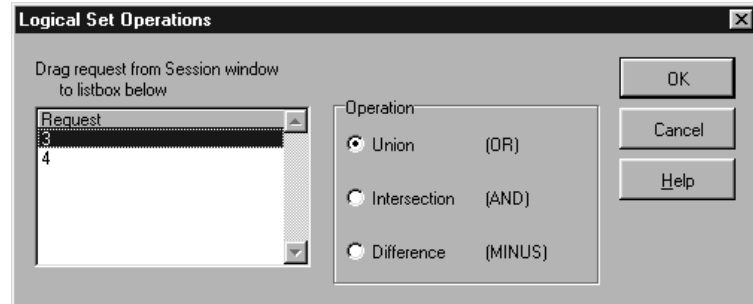 Logical Set Operations
Drag request from Session window
to listbox below
Request
3
4
Operation
Union (OR)
Intersection (AND)
Difference (MINUS)
OK
Cancel
Help